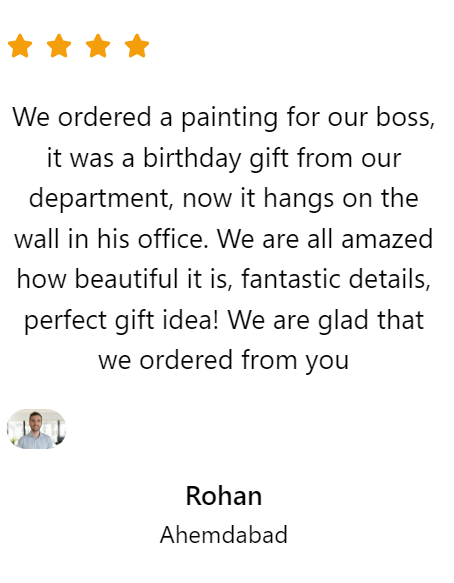 We ordered a painting for our boss,
it was a birthday gift from our
department, now it hangs on the
wall in his office. We are all amazed
how beautiful it is, fantastic details,
perfect gift idea! We are glad that
we ordered from you
Rohan
Ahemdabad